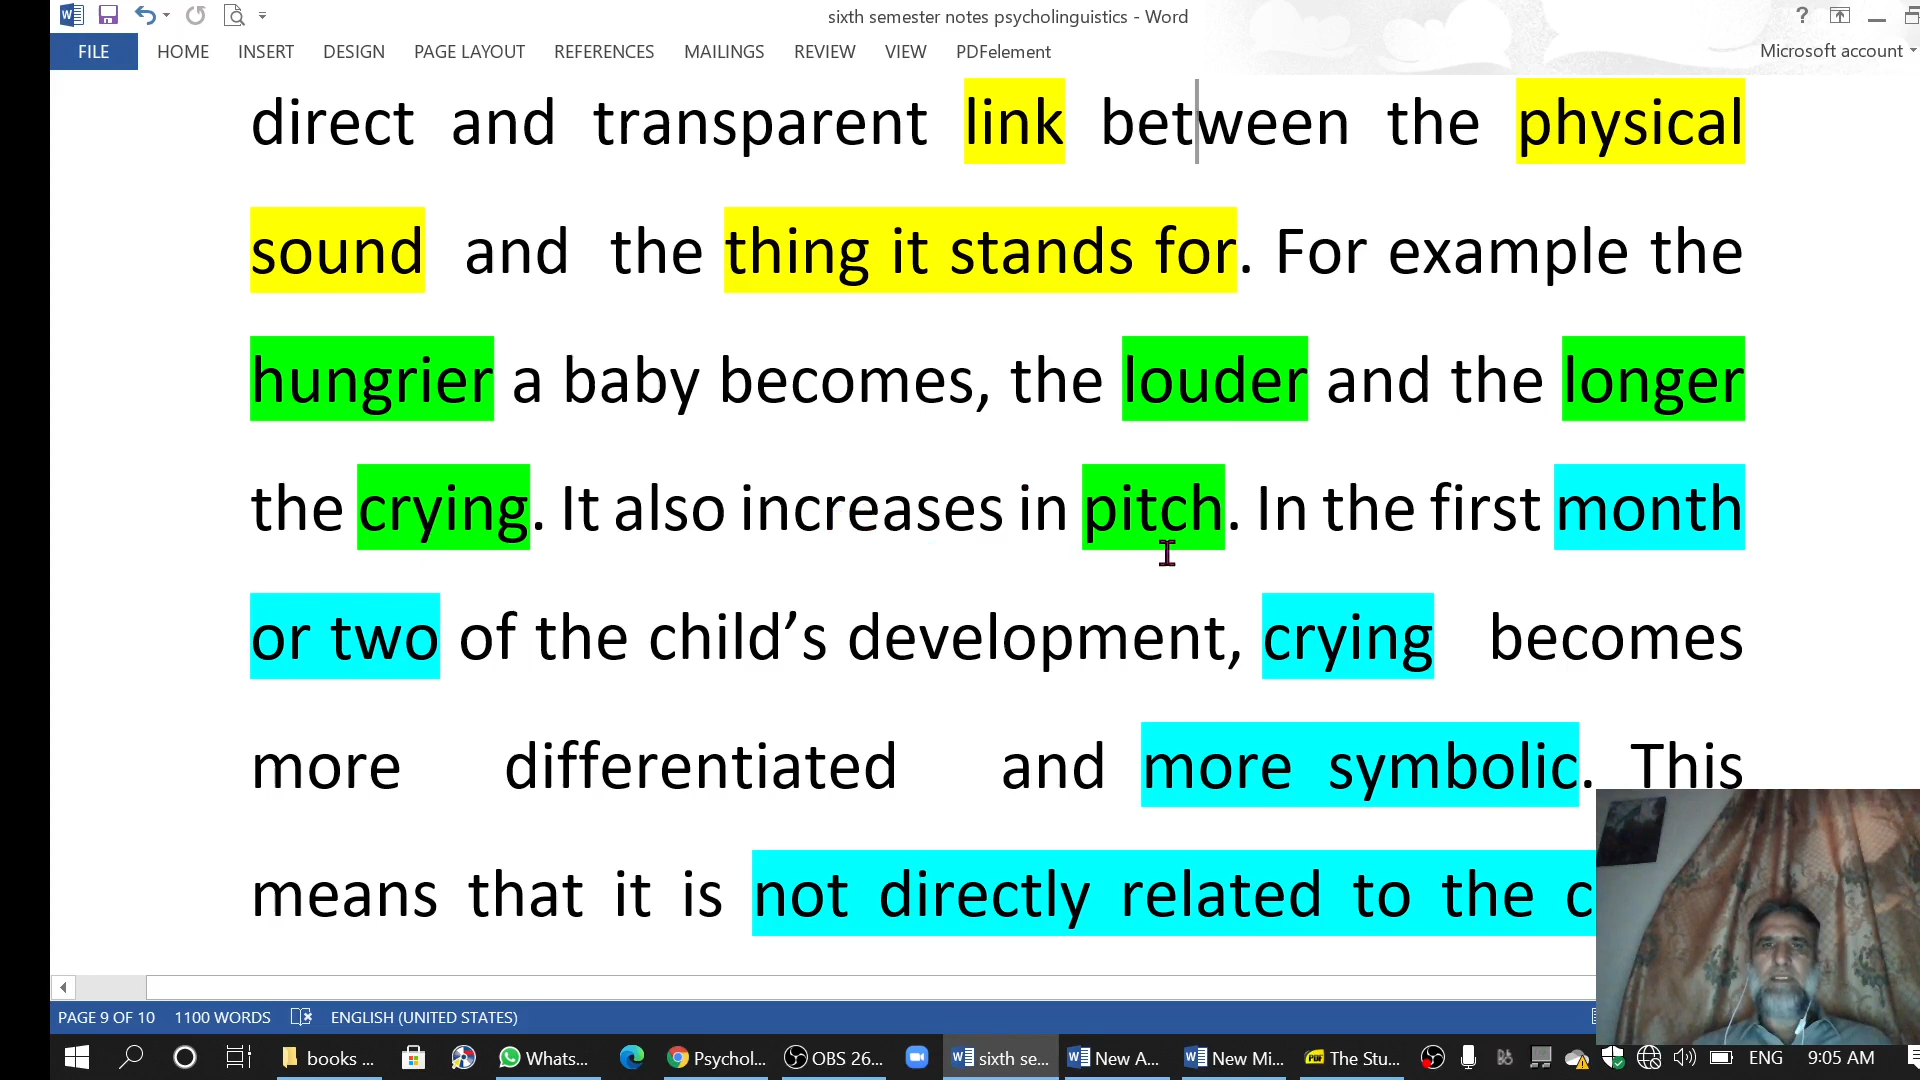 sixth semester notes psycholinguistics - Word
?
FILE HOME INSERT DESIGN PAGE LAYOUT REFERENCES MAILINGS REVIEW VIEW PDFelement Microsoft account
direct and transparent link between the physical
sound and the thing it stands for. For example the
hungrier a baby becomes, the louder and the longer
the crying. It also increases in pitch. In the first month
or two of the child’s development, crying becomes
more differentiated and more symbolic. This
means that it is not directly related to the c
PAGE 9 OF 10 1100 WORDS ENGLISH (UNITED STATES)
books ... Whats... Psychol... OBS 26... sixth se... New A... New Mi... The Stu... ENG 9:05 AM